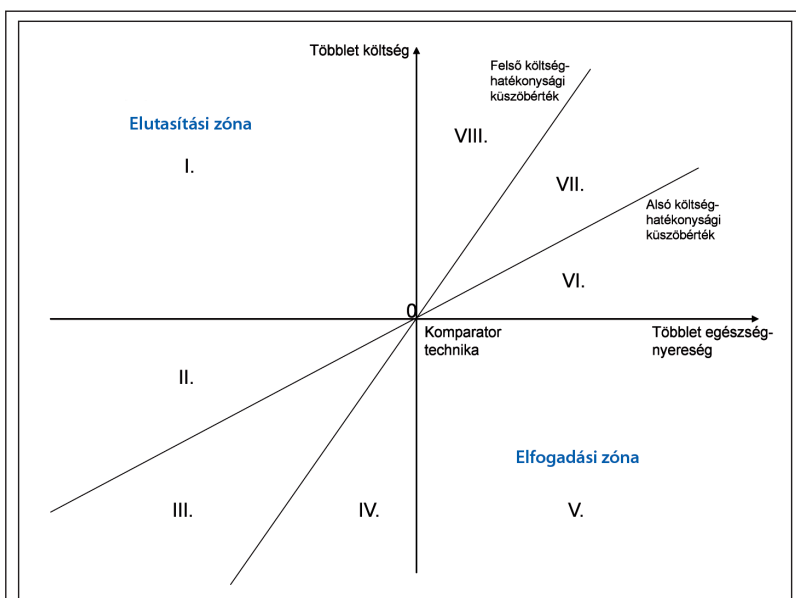 Többlet költség
Felső költség-
hatékonysági
küszöbérték
Elutasítási zóna
VIII.
I.
VII.
Alsó költség-
hatékonysági
küszöbérték
VI.
0
Komparator
technika
Többlet egészség-
nyereség
II.
Elfogadási zóna
III.
IV.
V.